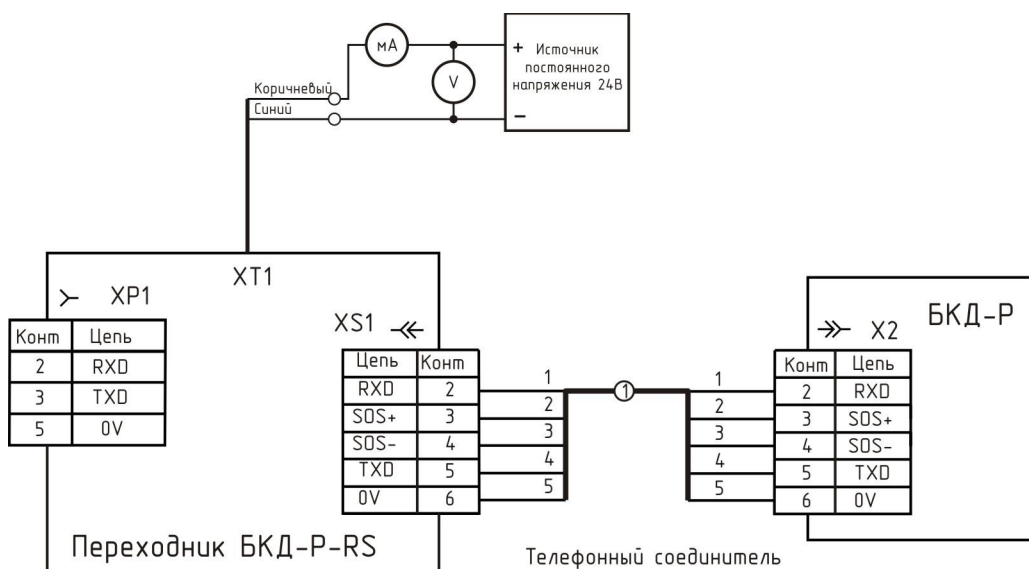 мА
+ Источник
постоянного
напряжения 24В
V
−
Коричневый
Синий
XT1
XP1
Конт Цепь
2 RXD
3 TXD
5 0V
XS1
Цепь Конт
RXD 2
SOS+ 3
SOS- 4
TXD 5
0V 6
1
2
3
4
5
1
1
2
3
4
5
БКД-Р
X2
Конт Цепь
2 RXD
3 SOS+
4 SOS-
5 TXD
6 0V
Переходник БКД-Р-RS
Телефонный соединитель